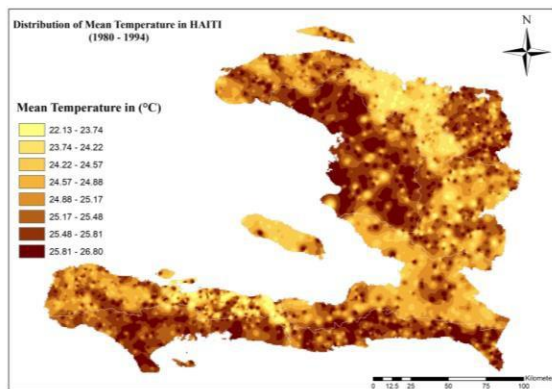 Distribution of Mean Temperature in HAITI
(1980 - 1994)
N
Mean Temperature in (°C)
22.13 - 23.74
23.74 - 24.22
24.22 - 24.57
24.57 - 24.88
24.88 - 25.17
25.17 - 25.48
25.48 - 25.81
25.81 - 26.80
Kilomete
0 12.5 25 50 75 100